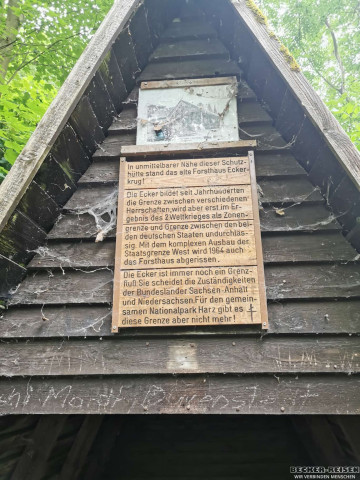 In unmittelbarer Nähe dieser Schutz-
hütte stand das alte Forsthaus Ecker-
krug!
Die Ecker bildet seit Jahrhunderten
die Grenze zwischen verschiedenen
Herrschaften, wird aber erst im Er-
gebnis des 2.Weltkrieges als Zonen-
grenze und Grenze zwischen den bei-
den deutschen Staaten undurchläs-
sig. Mit dem komplexen Ausbau der
Staatsgrenze West wird 1964 auch
das Forsthaus abgerissen.
Die Ecker ist immer noch ein Grenz-
fluß. Sie scheidet die Zuständigkeiten
der Bundesländer Sachsen-Anhalt
und Niedersachsen. Für den gemein-
samen Nationalpark Harz gibt es
diese Grenze aber nicht mehr!
BECKER-REISEN
WIR VERBINDEN MENSCHEN